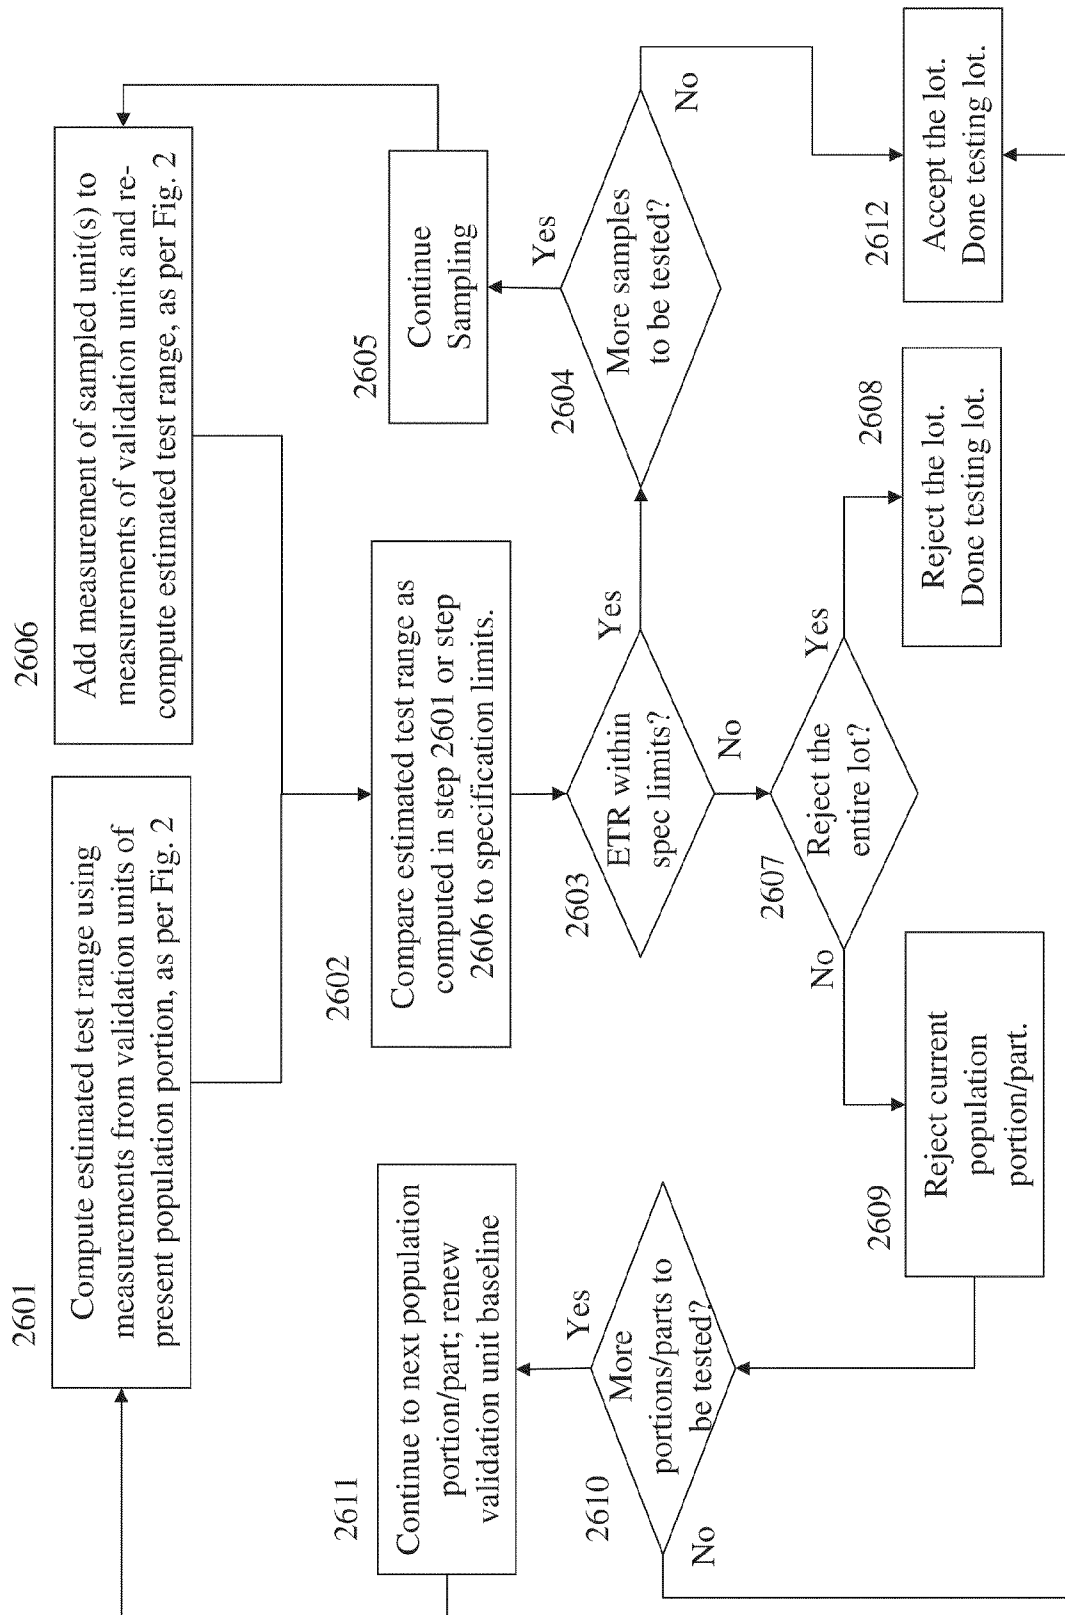 2601
Compute estimated test range using
measurements from validation units of
present population portion, as per Fig. 2
2606
Add measurement of sampled unit(s) to
measurements of validation units and re-
compute estimated test range, as per Fig. 2
2602
Compare estimated test range as
computed in step 2601 or step
2606 to specification limits.
2605
Continue
Sampling
2611
Continue to next population
portion/part; renew
validation unit baseline
2603
ETR within
spec limits?
Yes
No
2604
More samples
to be tested?
Yes
No
2610
More
portions/parts to
be tested?
Yes
No
2607
Reject the
entire lot?
No
Yes
2609
Reject current
population
portion/part.
2608
Reject the lot.
Done testing lot.
2612
Accept the lot.
Done testing lot.